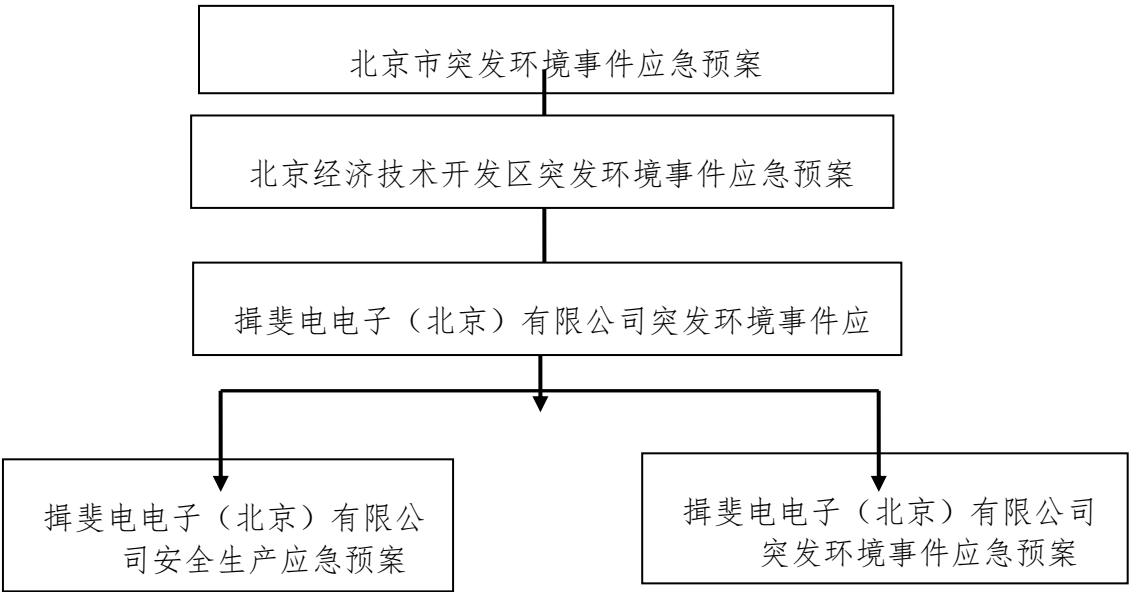 北京市突发环境事件应急预案
北京经济技术开发区突发环境事件应急预案
揖斐电电子（北京）有限公司突发环境事件应
揖斐电电子（北京）有限公
司安全生产应急预案
揖斐电电子（北京）有限公司
突发环境事件应急预案